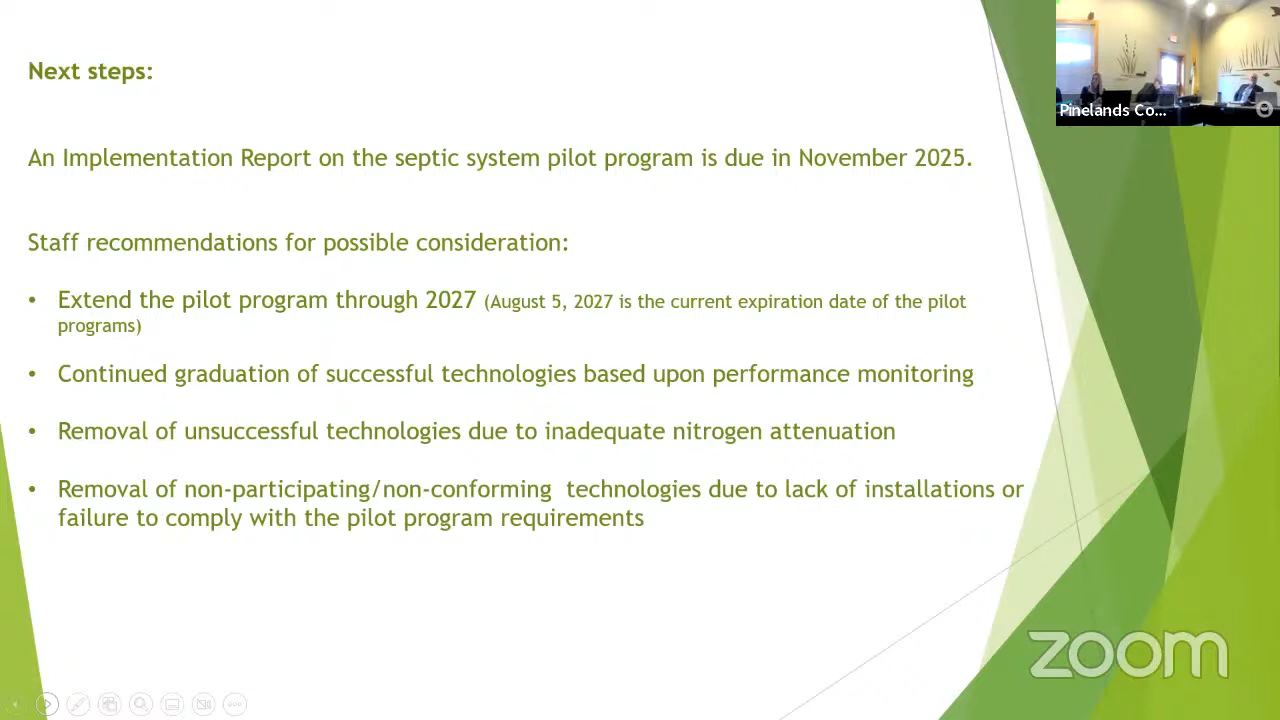 Next steps:
Pinelands Co...
An Implementation Report on the septic system pilot program is due in November 2025.
Staff recommendations for possible consideration:
• Extend the pilot program through 2027 (August 5, 2027 is the current expiration date of the pilot
programs)
• Continued graduation of successful technologies based upon performance monitoring
• Removal of unsuccessful technologies due to inadequate nitrogen attenuation
• Removal of non-participating/non-conforming  technologies due to lack of installations or
failure to comply with the pilot program requirements
zoom